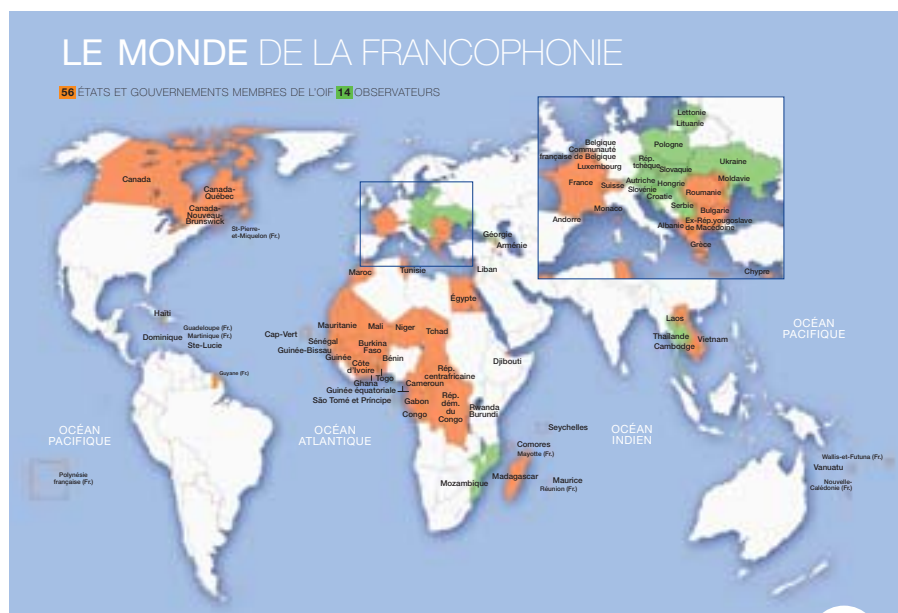 LE MONDE DE LA FRANCOPHONIE
56 ÉTATS ET GOUVERNEMENTS MEMBRES DE L'OIF 14 OBSERVATEURS
Lettonie
Lituanie
Belgique
Communauté
française de Belgique
Luxembourg
Pologne
Rép.
tchèque
Slovaquie
Ukraine
France
Suisse
Autriche
Slovénie
Hongrie
Croatie
Moldavie
Roumanie
Monaco
Serbie
Bulgarie
Andorre
Albanie
Ex-Rép.yougoslave
de Macédoine
Grèce
Chypre
Canada
Canada-
Québec
Canada-
Nouveau-
Brunswick
St-Pierre-
et-Miquelon (Fr.)
Géorgie
Arménie
Maroc
Tunisie
Liban
Égypte
Haïti
Dominique
Guadeloupe (Fr.)
Martinique (Fr.)
Ste-Lucie
Guyane (Fr.)
Cap-Vert
Mauritanie
Mali
Niger
Tchad
Sénégal
Guinée-Bissau
Guinée
Burkina
Faso
Côte
d'Ivoire
Bénin
Togo
Ghana
Guinée équatoriale
São Tomé et Principe
Cameroun
Rép.
centrafricaine
Gabon
Congo
Rép.
dém.
du
Congo
Djibouti
Rwanda
Burundi
Laos
Thaïlande
Cambodge
Vietnam
OCÉAN
PACIFIQUE
OCÉAN
PACIFIQUE
OCÉAN
ATLANTIQUE
OCÉAN
INDIEN
Seychelles
Comores
Mayotte (Fr.)
Madagascar
Mozambique
Maurice
Réunion (Fr.)
Polynésie
française (Fr.)
Wallis-et-Futuna (Fr.)
Vanuatu
Nouvelle-
Calédonie (Fr.)